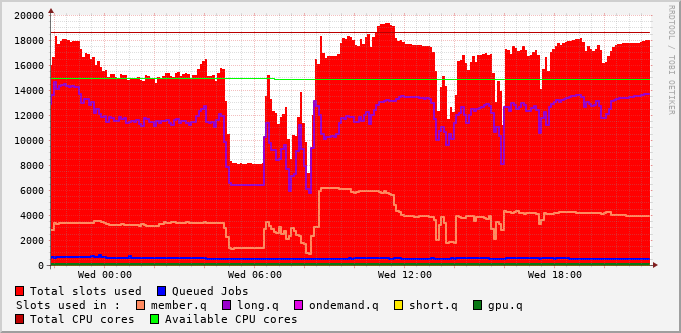 20000
18000
16000
14000
12000
10000
8000
6000
4000
2000
0
Wed 00:00 Wed 06:00 Wed 12:00 Wed 18:00
Total slots used Queued Jobs
Slots used in : member.q long.q ondemand.q short.q gpu.q
Total CPU cores Available CPU cores
RRDTOOL / TOBI OETIKER